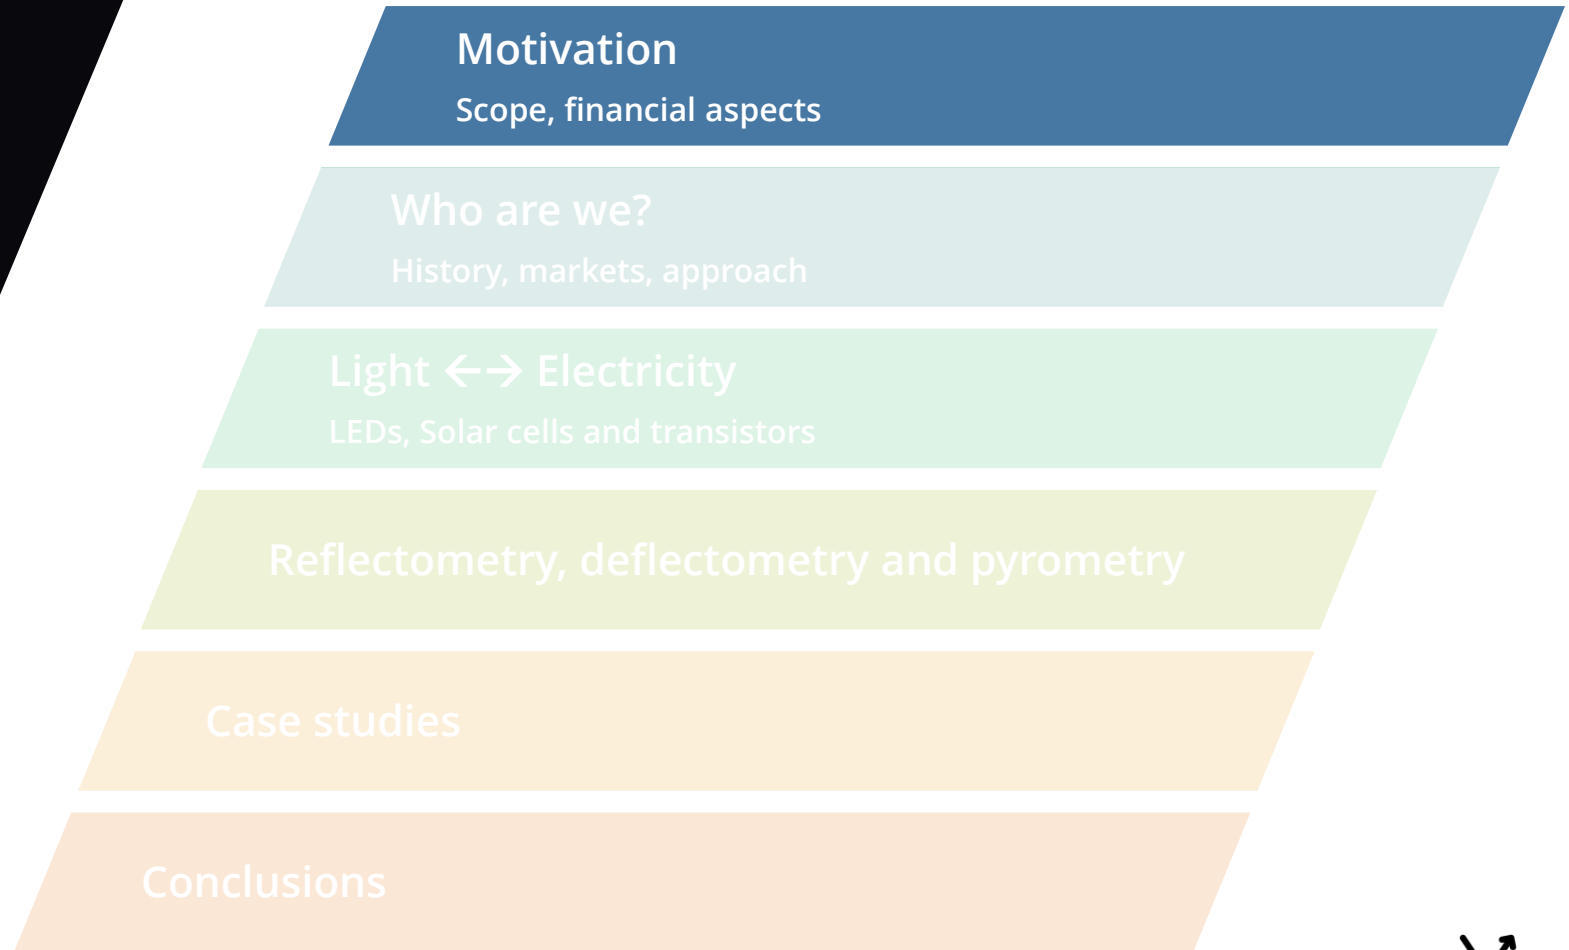 Motivation
Scope, financial aspects
Who are we?
History, markets, approach
Light ←→ Electricity
LEDs, Solar cells and transistors
Reflectometry, deflectometry and pyrometry
Case studies
Conclusions